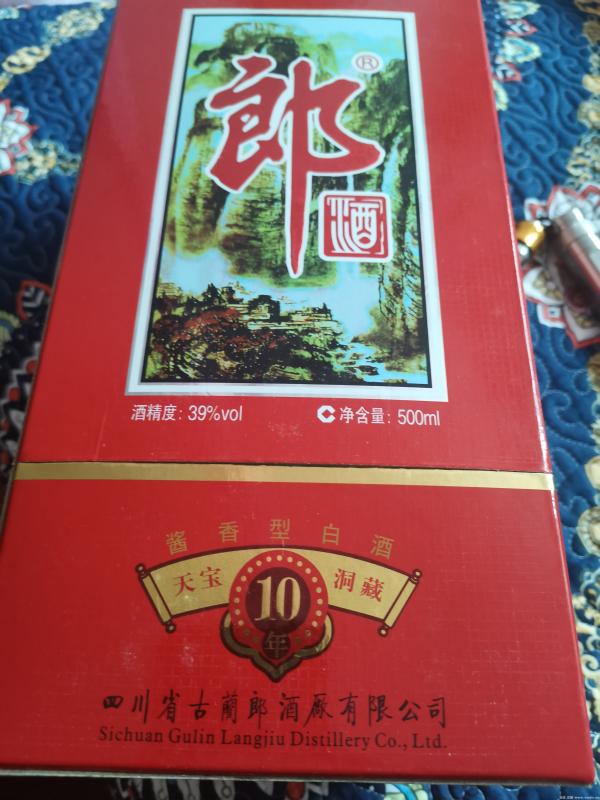 郎®
酒
酒精度: 39%vol
净含量: 500ml
酱香型白酒
天宝 10年 洞藏
四川省古蔺郎酒厂有限公司
Sichuan Gulin Langjiu Distillery Co., Ltd.